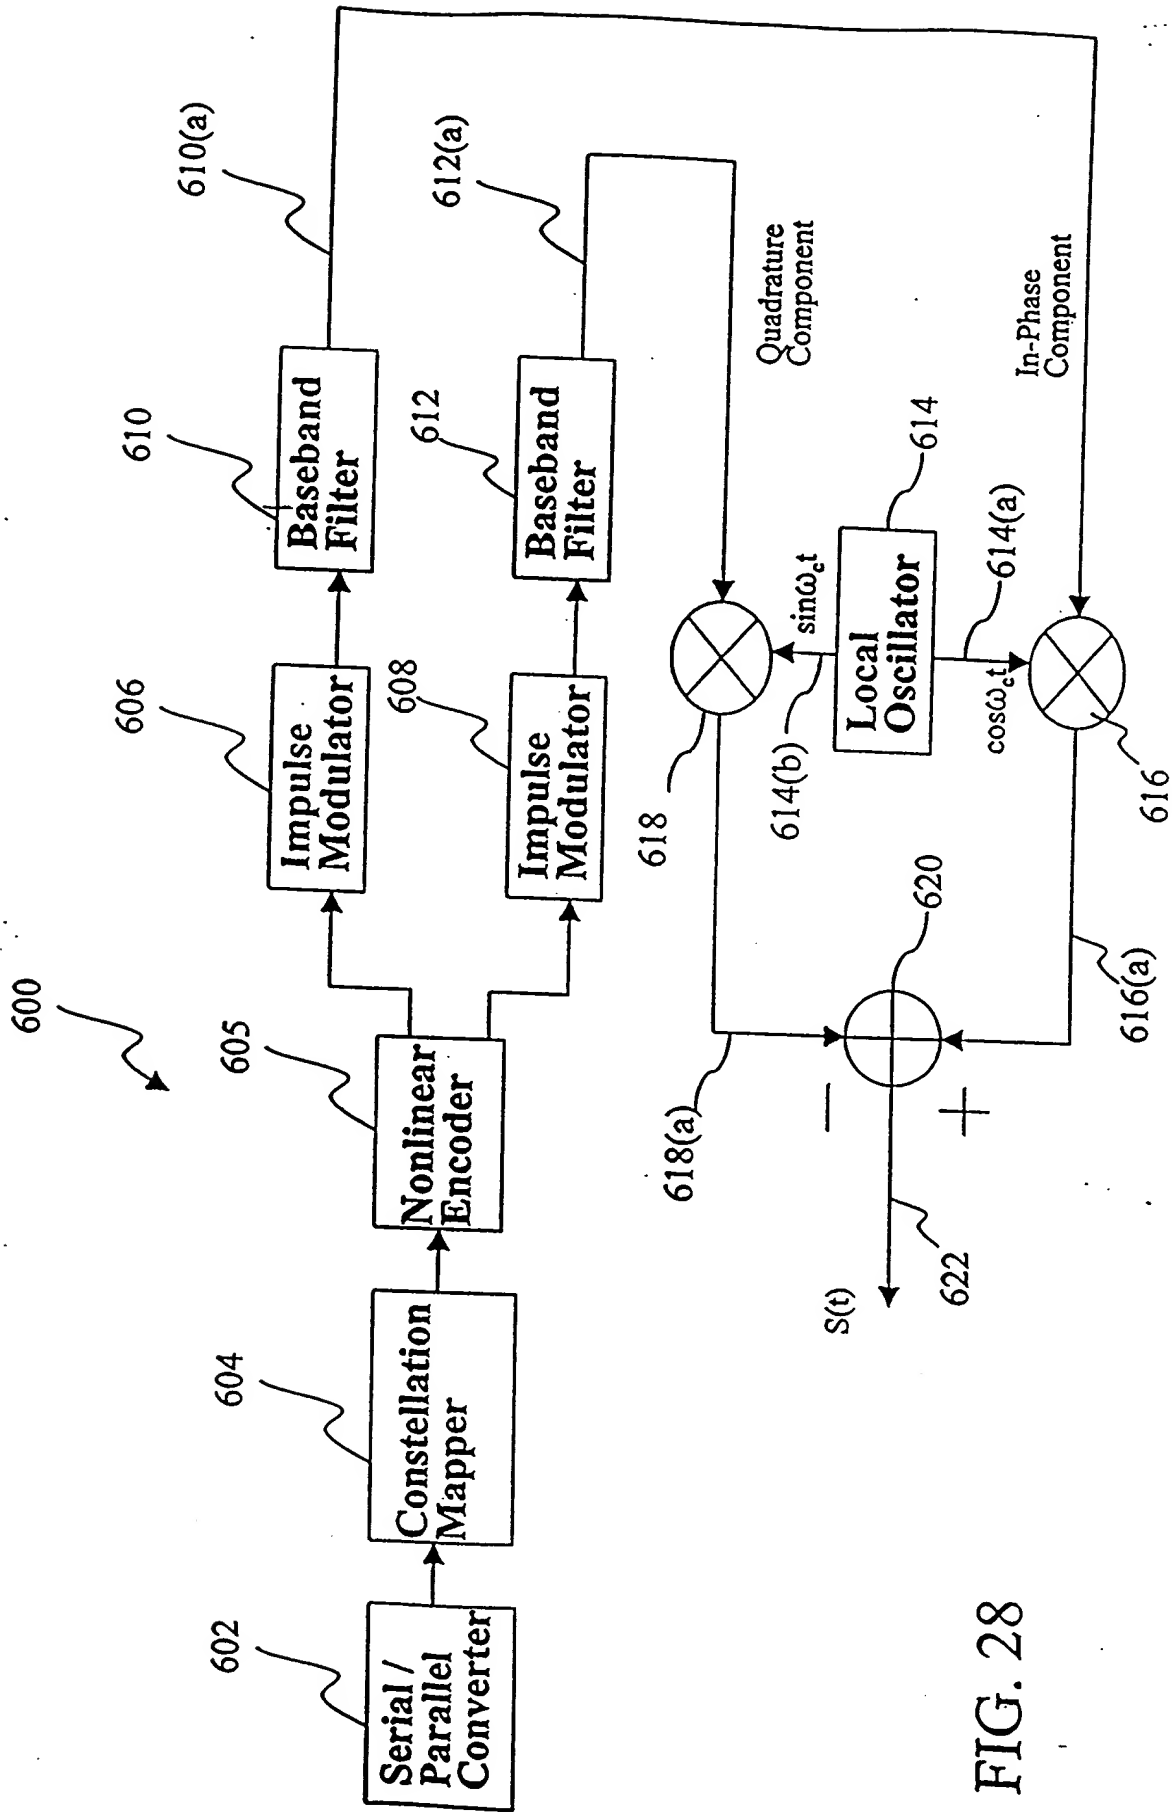 600
602
Serial /
Parallel
Converter
604
Constellation
Mapper
605
Nonlinear
Encoder
606
Impulse
Modulator
610
Baseband
Filter
610(a)
608
Impulse
Modulator
612
Baseband
Filter
612(a)
Quadrature
Component
618
sinω_c t
614(b)
Local
Oscillator
614
614(a)
cosω_c t
In-Phase
Component
616
616(a)
618(a)
620
−
+
S(t)
622
FIG. 28